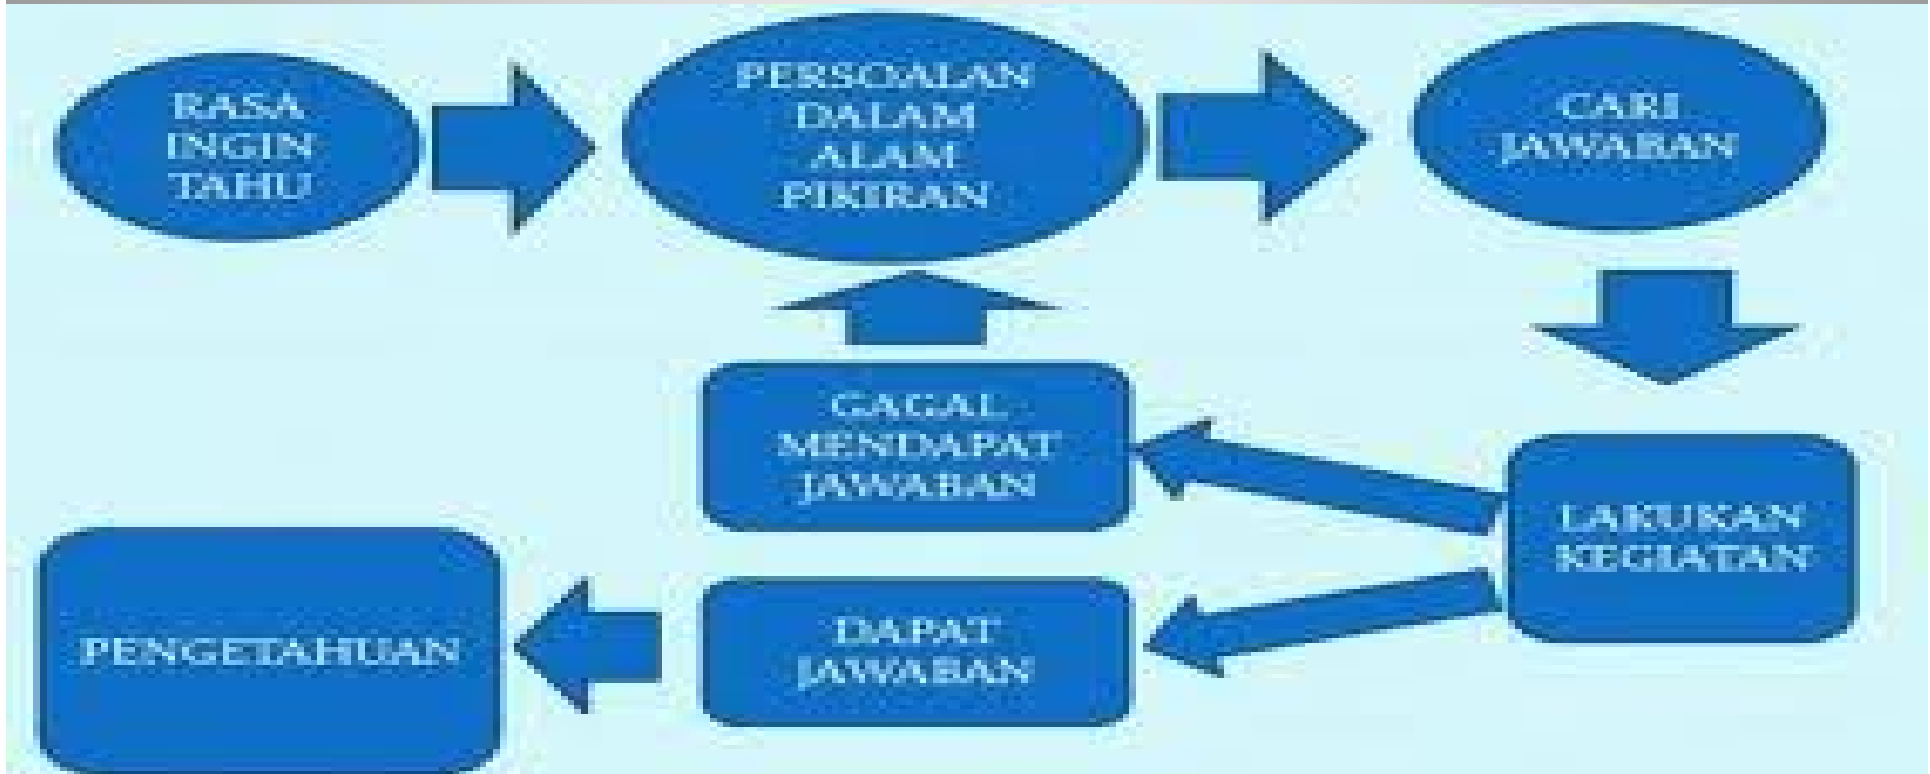 RASA
INGIN
TAHU
PERSOALAN
DALAM
ALAM
PIKIRAN
CARI
JAWABAN
LAKUKAN
KEGIATAN
GAGAL
MENDAPAT
JAWABAN
DAPAT
JAWABAN
PENGETAHUAN